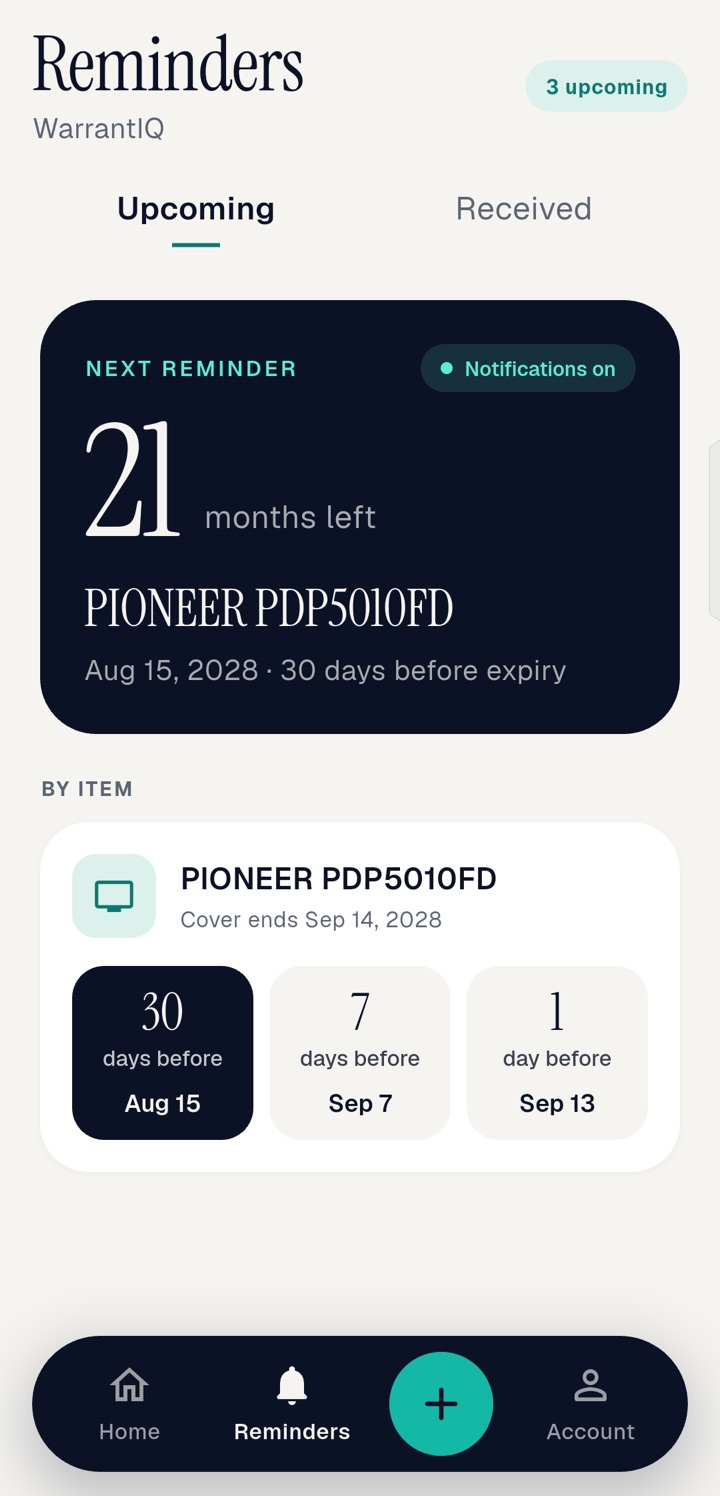 Reminders
3 upcoming
WarrantIQ
Upcoming
Received
NEXT REMINDER
Notifications on
21 months left
PIONEER PDP5010FD
Aug 15, 2028 · 30 days before expiry
BY ITEM
PIONEER PDP5010FD
Cover ends Sep 14, 2028
30
days before
Aug 15
7
days before
Sep 7
1
day before
Sep 13
Home
Reminders
+
Account